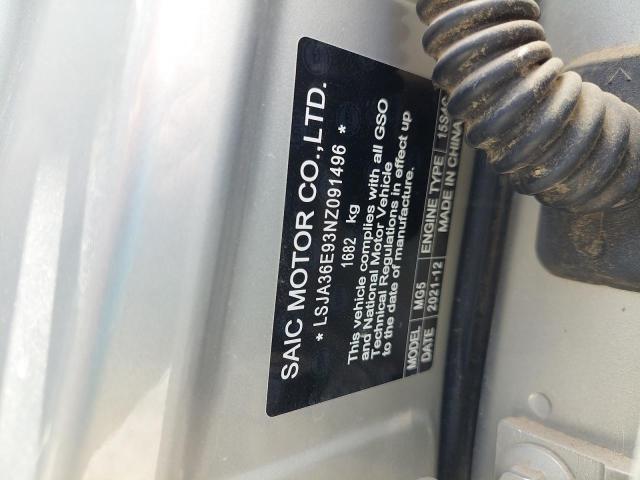 SAIC MOTOR CO.,LTD.
* LSJA36E93NZ091496 *
1682 kg
This vehicle complies with all GSO
and National Motor Vehicle
Technical Regulations in effect up
to the date of manufacture.
MODEL MG5 ENGINE TYPE 15S4C
DATE 2021-12 MADE IN CHINA